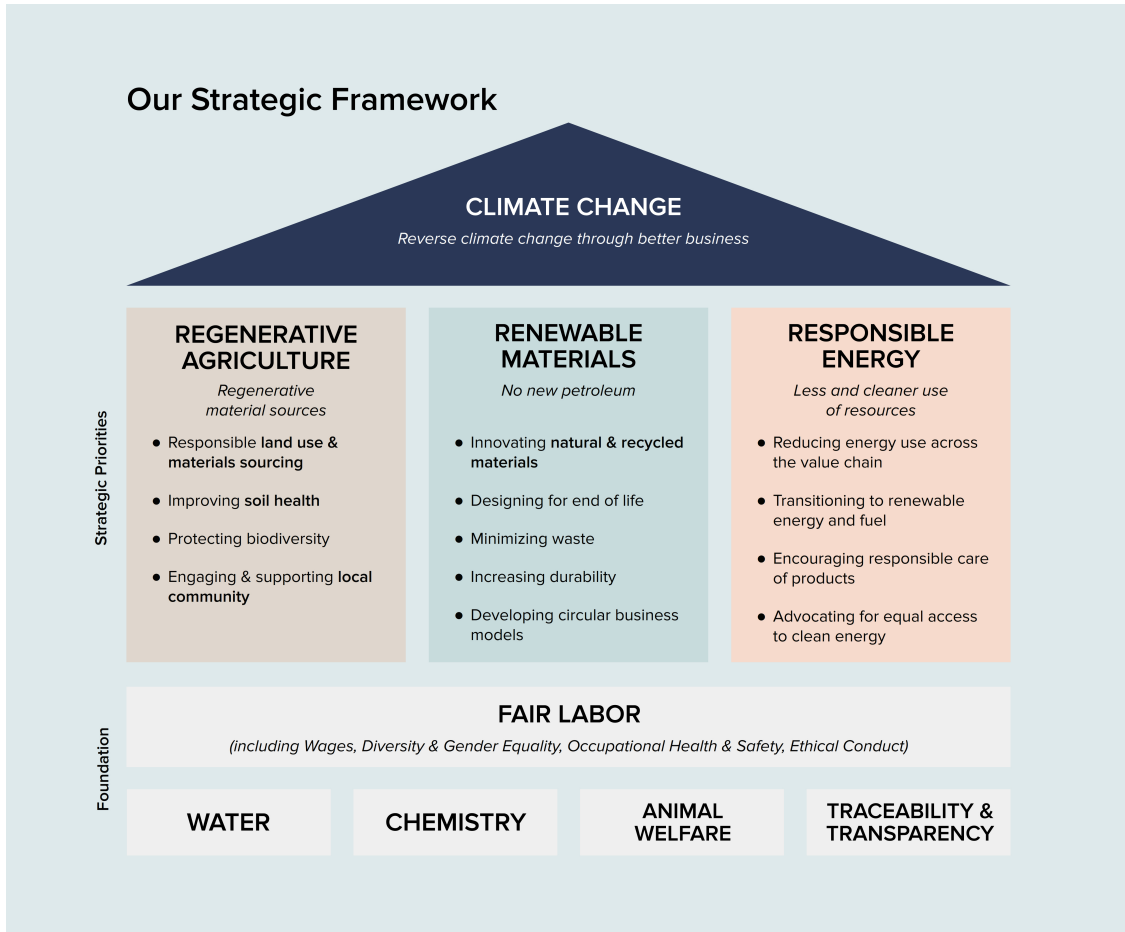 Our Strategic Framework
CLIMATE CHANGE
Reverse climate change through better business
Strategic Priorities
REGENERATIVE
AGRICULTURE
Regenerative
material sources
● Responsible land use &
materials sourcing
● Improving soil health
● Protecting biodiversity
● Engaging & supporting local
community
RENEWABLE
MATERIALS
No new petroleum
● Innovating natural & recycled
materials
● Designing for end of life
● Minimizing waste
● Increasing durability
● Developing circular business
models
RESPONSIBLE
ENERGY
Less and cleaner use
of resources
● Reducing energy use across
the value chain
● Transitioning to renewable
energy and fuel
● Encouraging responsible care
of products
● Advocating for equal access
to clean energy
Foundation
FAIR LABOR
(including Wages, Diversity & Gender Equality, Occupational Health & Safety, Ethical Conduct)
WATER
CHEMISTRY
ANIMAL
WELFARE
TRACEABILITY &
TRANSPARENCY